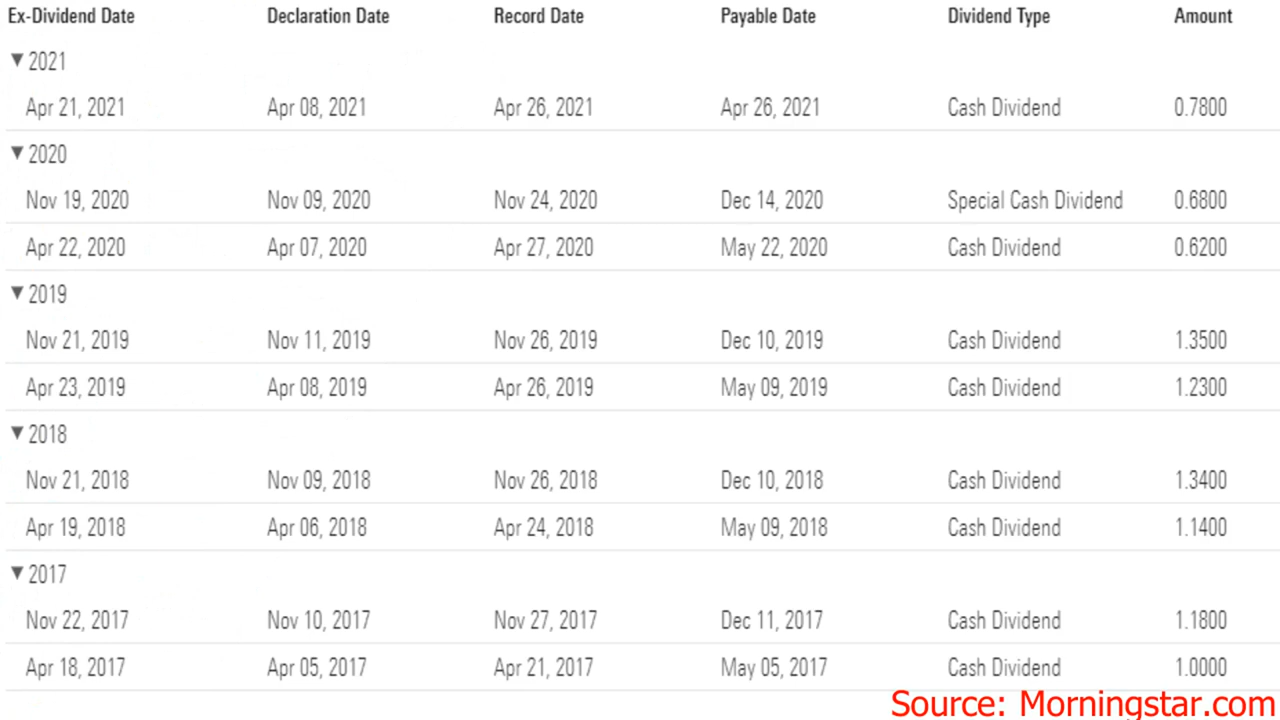 Ex-Dividend Date Declaration Date Record Date Payable Date Dividend Type Amount
▼ 2021
Apr 21, 2021 Apr 08, 2021 Apr 26, 2021 Apr 26, 2021 Cash Dividend 0.7800
▼ 2020
Nov 19, 2020 Nov 09, 2020 Nov 24, 2020 Dec 14, 2020 Special Cash Dividend 0.6800
Apr 22, 2020 Apr 07, 2020 Apr 27, 2020 May 22, 2020 Cash Dividend 0.6200
▼ 2019
Nov 21, 2019 Nov 11, 2019 Nov 26, 2019 Dec 10, 2019 Cash Dividend 1.3500
Apr 23, 2019 Apr 08, 2019 Apr 26, 2019 May 09, 2019 Cash Dividend 1.2300
▼ 2018
Nov 21, 2018 Nov 09, 2018 Nov 26, 2018 Dec 10, 2018 Cash Dividend 1.3400
Apr 19, 2018 Apr 06, 2018 Apr 24, 2018 May 09, 2018 Cash Dividend 1.1400
▼ 2017
Nov 22, 2017 Nov 10, 2017 Nov 27, 2017 Dec 11, 2017 Cash Dividend 1.1800
Apr 18, 2017 Apr 05, 2017 Apr 21, 2017 May 05, 2017 Cash Dividend 1.0000
Source: Morningstar.com